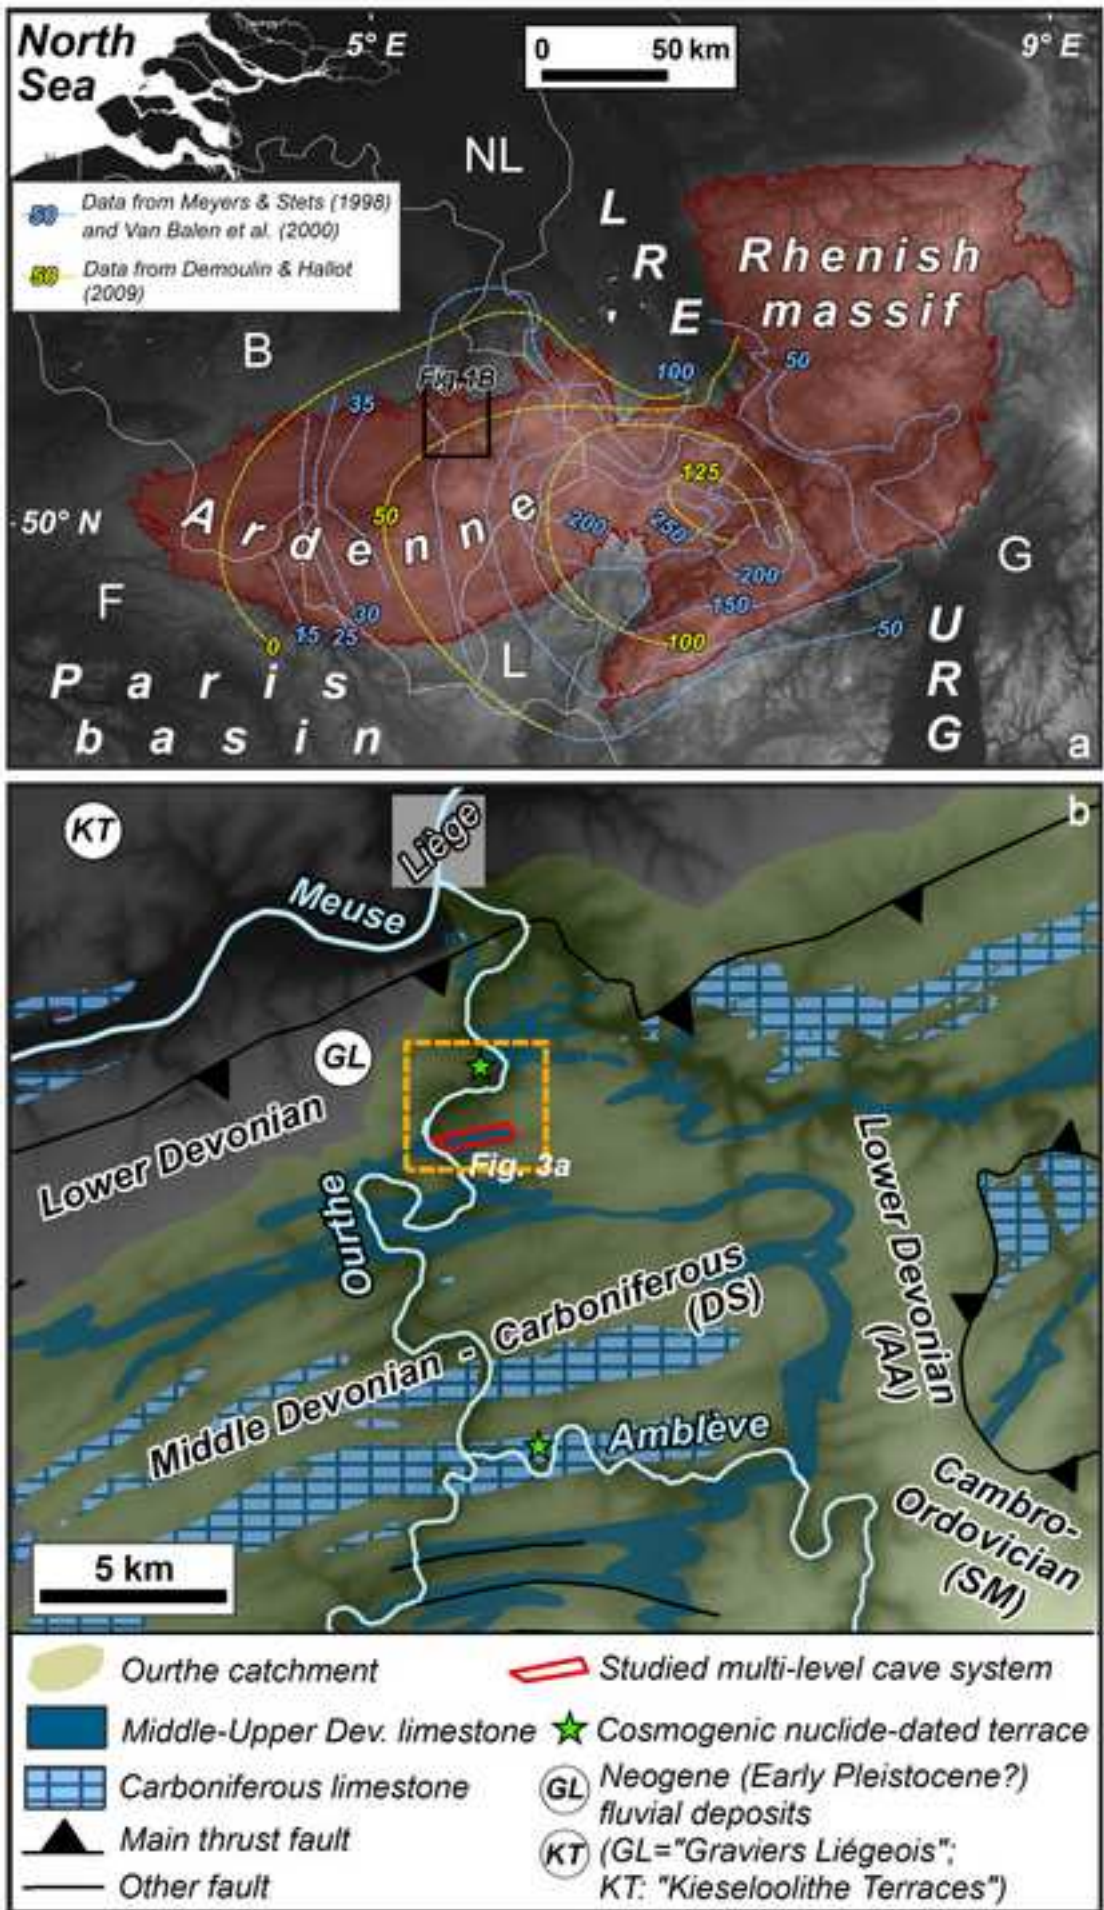 North
Sea
5° E
0 50 km
9° E
NL
50 Data from Meyers & Stets (1998)
and Van Balen et al. (2000)
50 Data from Demoulin & Hallot
(2009)
L
R
E
Rhenish
massif
B
Fig.1B
100
50
35
125
50° N
Ardenne
50
200
250
200
150
100
50
G
F
30
0
15
25
L
URG
Paris
basin
a
b
KT
Liège
Meuse
GL
Lower Devonian
Fig. 3a
Ourthe
Lower Devonian
(AA)
Middle Devonian - Carboniferous
(DS)
Amblève
Cambro-
Ordovician
(SM)
5 km
Ourthe catchment
Studied multi-level cave system
Middle-Upper Dev. limestone
Cosmogenic nuclide-dated terrace
Carboniferous limestone
GL Neogene (Early Pleistocene?)
fluvial deposits
Main thrust fault
KT (GL="Graviers Liégeois";
Other fault
KT: "Kieseloolithe Terraces")